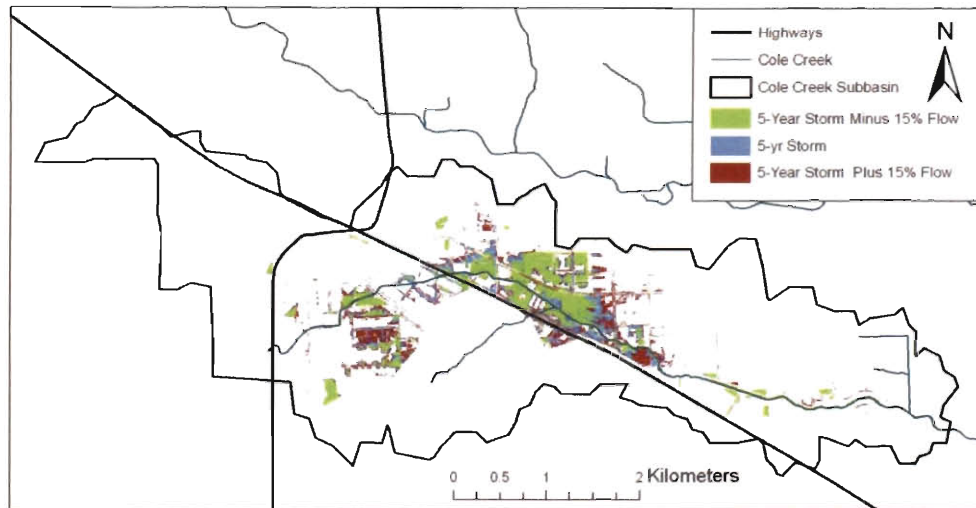 Highways
N
Cole Creek
Cole Creek Subbasin
5-Year Storm Minus 15% Flow
5-yr Storm
5-Year Storm Plus 15% Flow
0 0.5 1 2 Kilometers